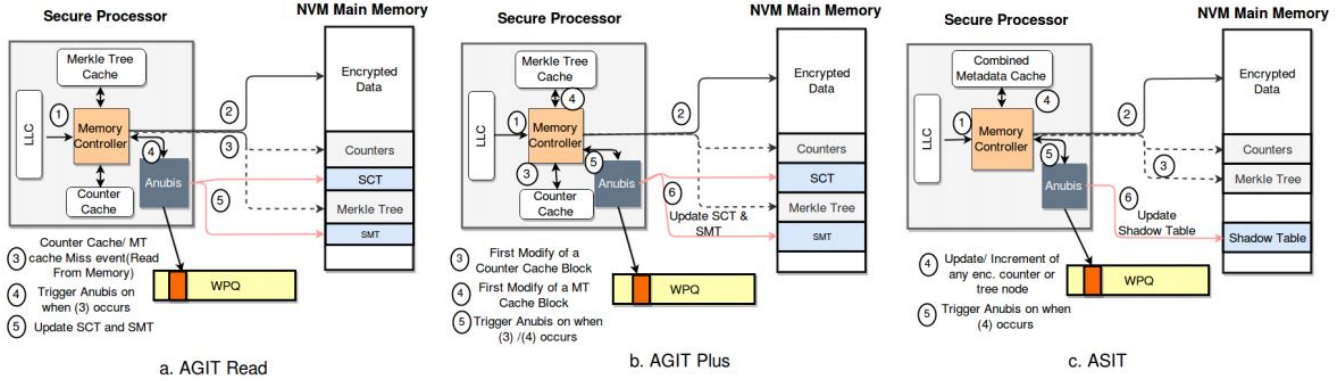 Secure Processor
NVM Main Memory
Merkle Tree
Cache
LLC
1
Memory
Controller
2
3
4
Anubis
Counter
Cache
5
Encrypted
Data
Counters
SCT
Merkle Tree
SMT
WPQ
3 Counter Cache/ MT
cache Miss event(Read
From Memory)
4 Trigger Anubis on
when (3) occurs
5 Update SCT and SMT
a. AGIT Read
Secure Processor
NVM Main Memory
Merkle Tree
Cache
4
LLC
1
Memory
Controller
2
3
5
Anubis
Counter
Cache
6
Update SCT &
SMT
Encrypted
Data
Counters
SCT
Merkle Tree
SMT
WPQ
3 First Modify of a
Counter Cache Block
4 First Modify of a MT
Cache Block
5 Trigger Anubis on when
(3) /(4) occurs
b. AGIT Plus
Secure Processor
NVM Main Memory
Combined
Metadata Cache
4
LLC
1
Memory
Controller
2
3
5
Anubis
6
Update
Shadow Table
Encrypted
Data
Counters
Merkle Tree
Shadow Table
WPQ
4 Update/ Increment of
any enc. counter or
tree node
5 Trigger Anubis on when
(4) occurs
c. ASIT